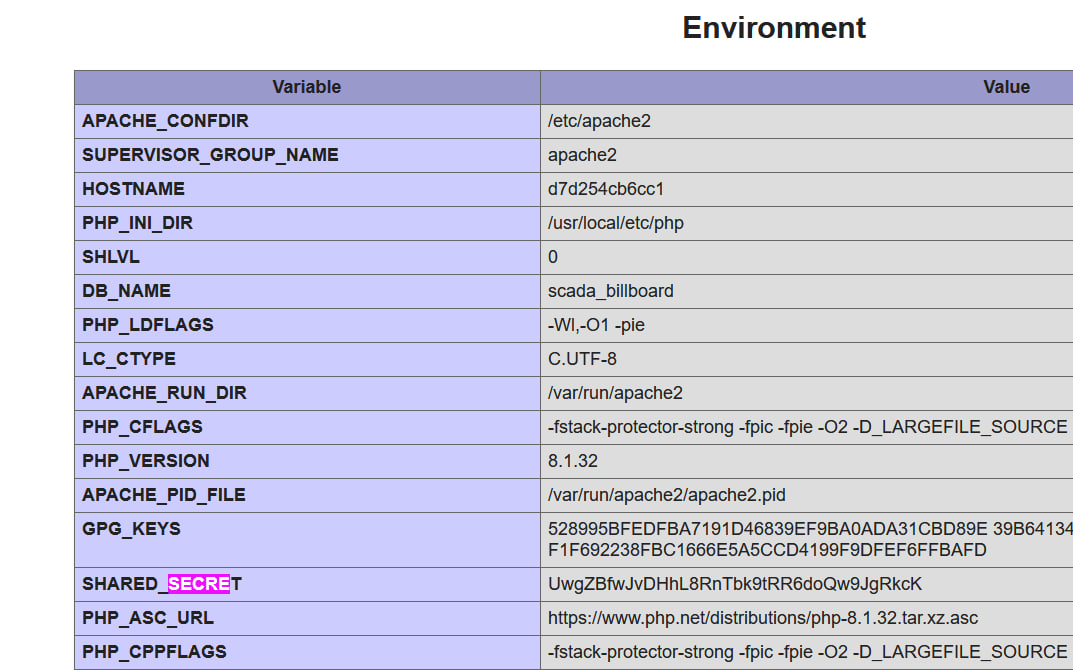 Environment
Variable Value
APACHE_CONFDIR /etc/apache2
SUPERVISOR_GROUP_NAME apache2
HOSTNAME d7d254cb6cc1
PHP_INI_DIR /usr/local/etc/php
SHLVL 0
DB_NAME scada_billboard
PHP_LDFLAGS -Wl,-O1 -pie
LC_CTYPE C.UTF-8
APACHE_RUN_DIR /var/run/apache2
PHP_CFLAGS -fstack-protector-strong -fpic -fpie -O2 -D_LARGEFILE_SOURCE
PHP_VERSION 8.1.32
APACHE_PID_FILE /var/run/apache2/apache2.pid
GPG_KEYS 528995BFEDFBA7191D46839EF9BA0ADA31CBD89E 39B64134
F1F692238FBC1666E5A5CCD4199F9DFEF6FFBAFD
SHARED_SECRET UwgZBfwJvDHhL8RnTbk9tRR6doQw9JgRkcK
PHP_ASC_URL https://www.php.net/distributions/php-8.1.32.tar.xz.asc
PHP_CPPFLAGS -fstack-protector-strong -fpic -fpie -O2 -D_LARGEFILE_SOURCE